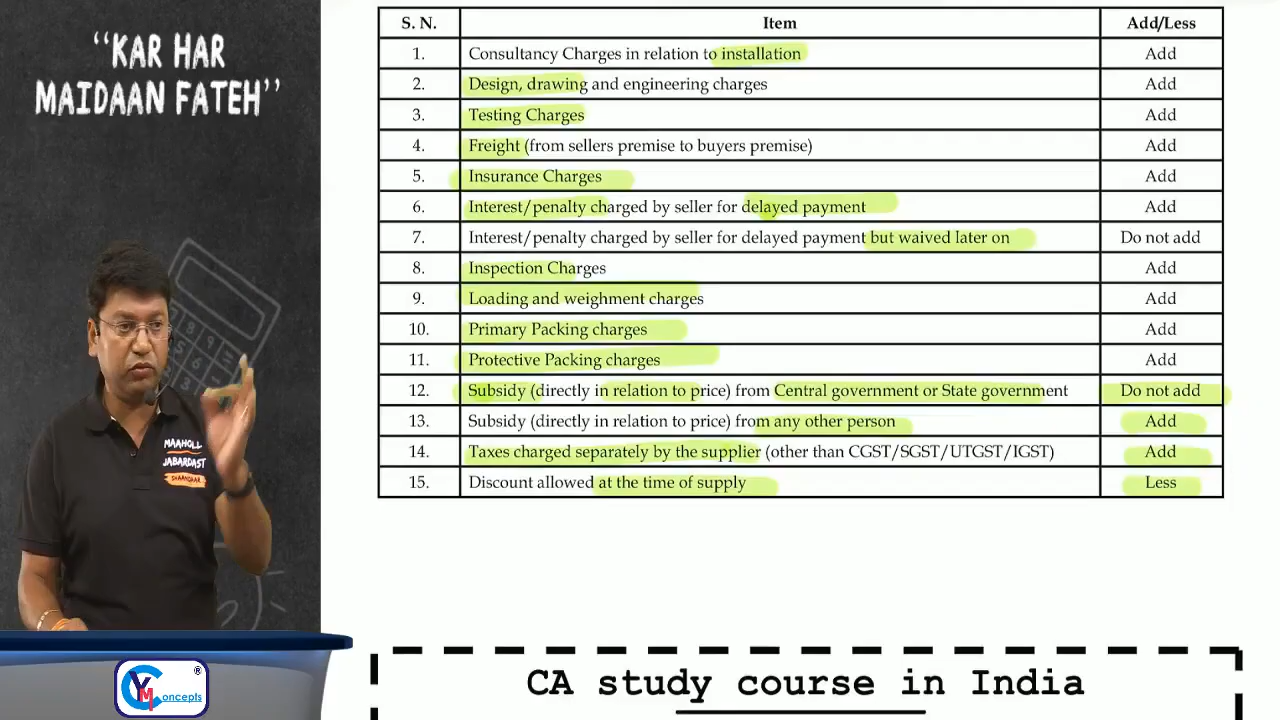 “KAR HAR
MAIDAAN FATEH”
S. N. Item Add/Less
1. Consultancy Charges in relation to installation Add
2. Design, drawing and engineering charges Add
3. Testing Charges Add
4. Freight (from sellers premise to buyers premise) Add
5. Insurance Charges Add
6. Interest/penalty charged by seller for delayed payment Add
7. Interest/penalty charged by seller for delayed payment but waived later on Do not add
8. Inspection Charges Add
9. Loading and weighment charges Add
10. Primary Packing charges Add
11. Protective Packing charges Add
12. Subsidy (directly in relation to price) from Central government or State government Do not add
13. Subsidy (directly in relation to price) from any other person Add
14. Taxes charged separately by the supplier (other than CGST/SGST/UTGST/IGST) Add
15. Discount allowed at the time of supply Less
MAAHOLL
JABARDAST
SHAANDHAR
YM Concepts ®
CA study course in India